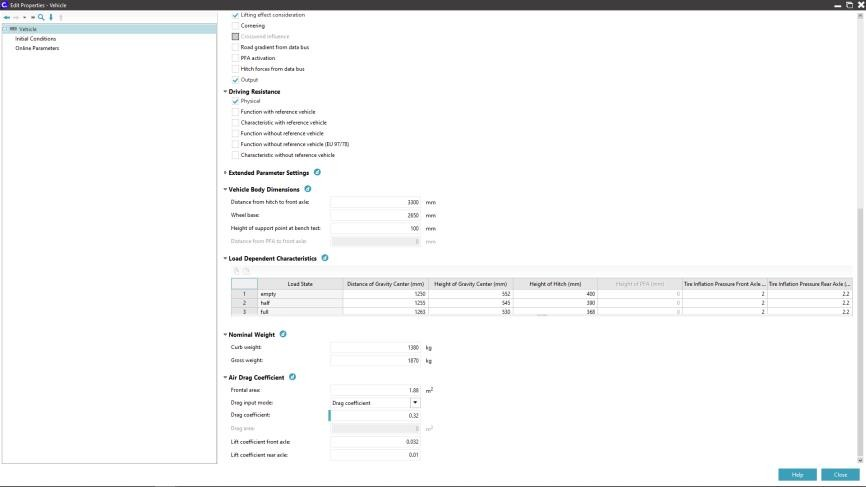 Edit Properties - Vehicle
Vehicle
Initial Conditions
Online Parameters
Lifting effect consideration
Cornering
Crosswind influence
Road gradient from data bus
PFA activation
Hitch forces from data bus
Output
Driving Resistance
Physical
Function with reference vehicle
Characteristic with reference vehicle
Function without reference vehicle
Function without reference vehicle (EU 97/78)
Characteristic without reference vehicle
Extended Parameter Settings
Vehicle Body Dimensions
Distance from hitch to front axle: 3300 mm
Wheel base: 2650 mm
Height of support point at bench test: 100 mm
Distance from PFA to front axle: 0 mm
Load Dependent Characteristics
Load State Distance of Gravity Center (mm) Height of Gravity Center (mm) Height of Hitch (mm) Height of PFA (mm) Tire Inflation Pressure Front Axle ... Tire Inflation Pressure Rear Axle (...
1 empty 1250 552 400 0 2 2.2
2 half 1255 545 390 0 2 2.2
3 full 1263 530 368 0 2 2.2
Nominal Weight
Curb weight: 1380 kg
Gross weight: 1870 kg
Air Drag Coefficient
Frontal area: 1.88 m²
Drag input mode: Drag coefficient
Drag coefficient: 0.32
Drag area: 0 m²
Lift coefficient front axle: 0.032
Lift coefficient rear axle: 0.01
Help Close